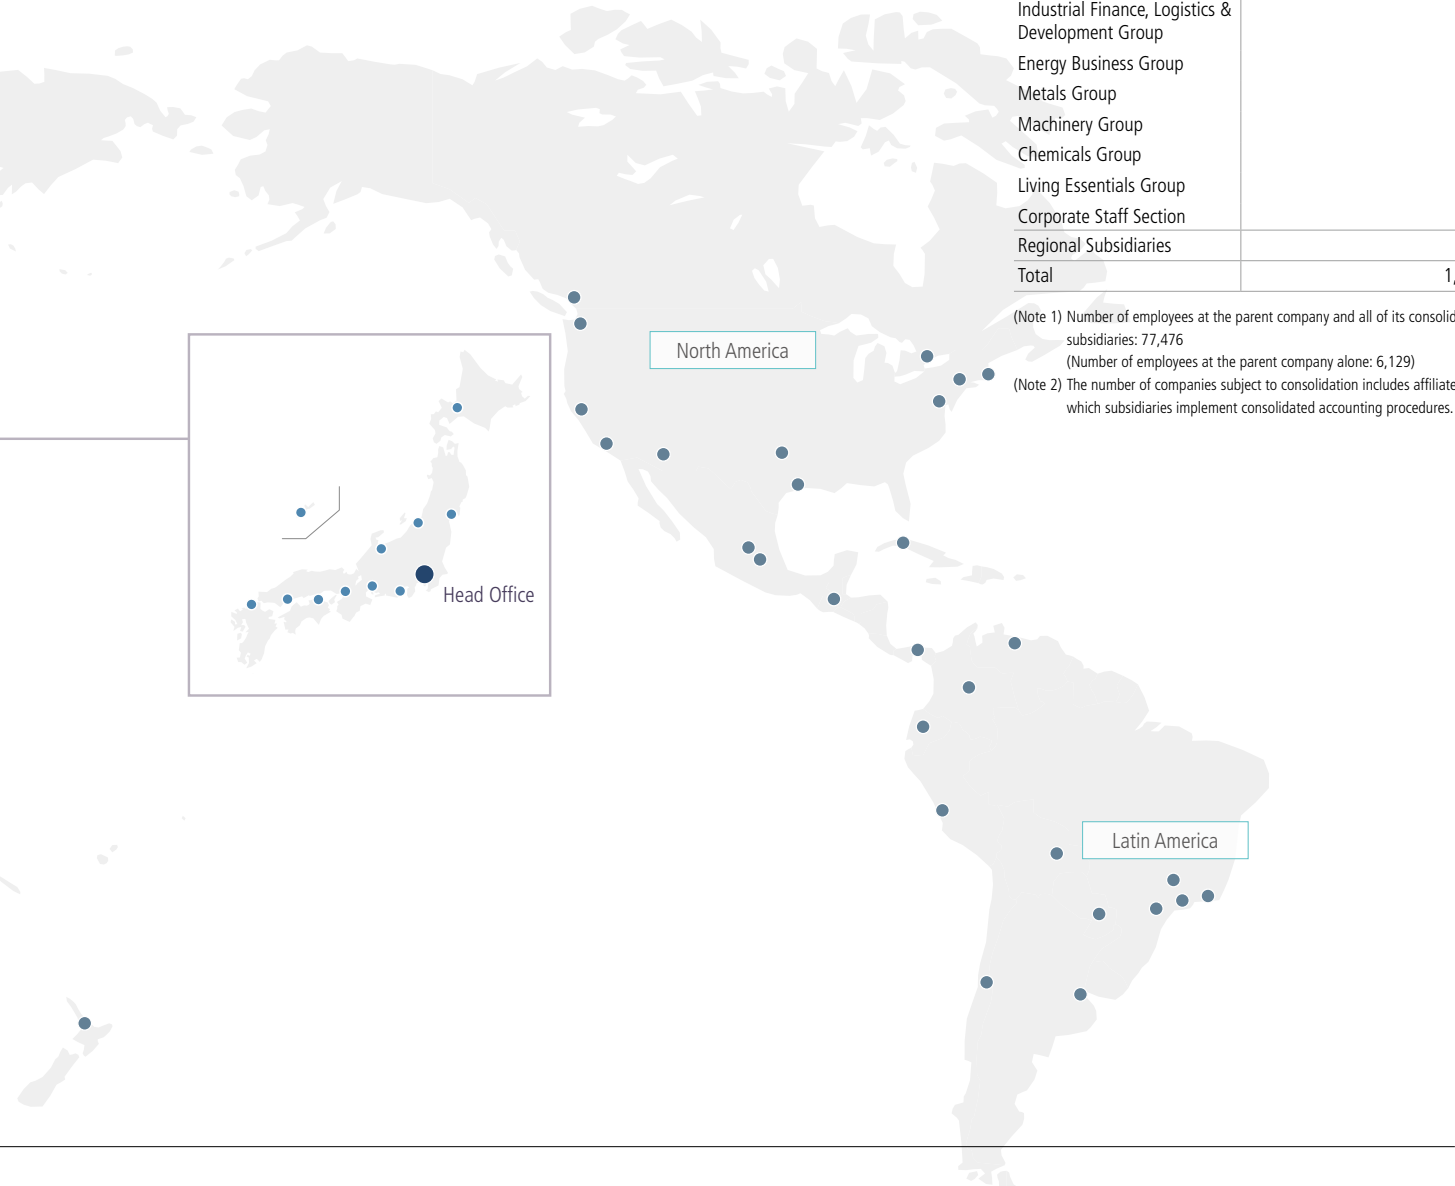 Industrial Finance, Logistics &
Development Group
Energy Business Group
Metals Group
Machinery Group
Chemicals Group
Living Essentials Group
Corporate Staff Section
Regional Subsidiaries
Total 1,
(Note 1) Number of employees at the parent company and all of its consolid
subsidiaries: 77,476
(Number of employees at the parent company alone: 6,129)
(Note 2) The number of companies subject to consolidation includes affiliate
which subsidiaries implement consolidated accounting procedures.
North America
Head Office
Latin America